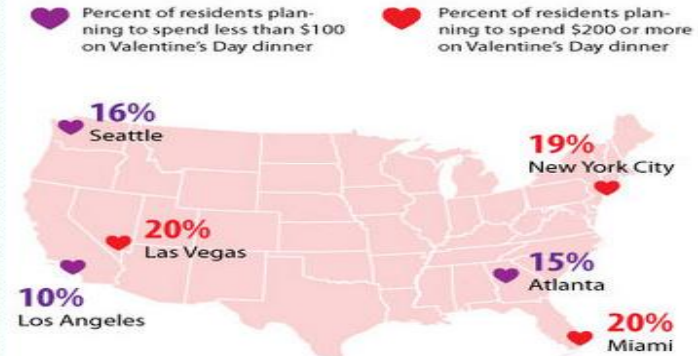 Percent of residents plan-
ning to spend less than $100
on Valentine's Day dinner
Percent of residents plan-
ning to spend $200 or more
on Valentine's Day dinner
16%
Seattle
19%
New York City
20%
Las Vegas
15%
Atlanta
10%
Los Angeles
20%
Miami